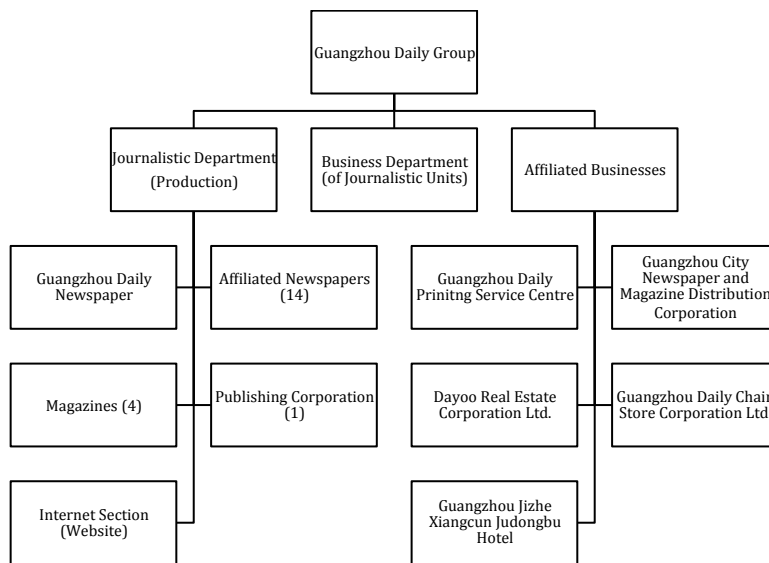 Guangzhou Daily
Group
Journalistic Department
(Production)
Business Department
(of Journalistic Units)
Affiliated Businesses
Guangzhou Daily
Newspaper
Affiliated Newspapers
(14)
Guangzhou Daily
Prinitng Service Centre
Guangzhou City
Newspaper and
Magazine Distribution
Corporation
Magazines (4)
Publishing Corporation
(1)
Dayoo Real Estate
Corporation Ltd.
Guangzhou Daily Chain
Store Corporation Ltd
Internet Section
(Website)
Guangzhou Jizhe
Xiangcun Judongbu
Hotel